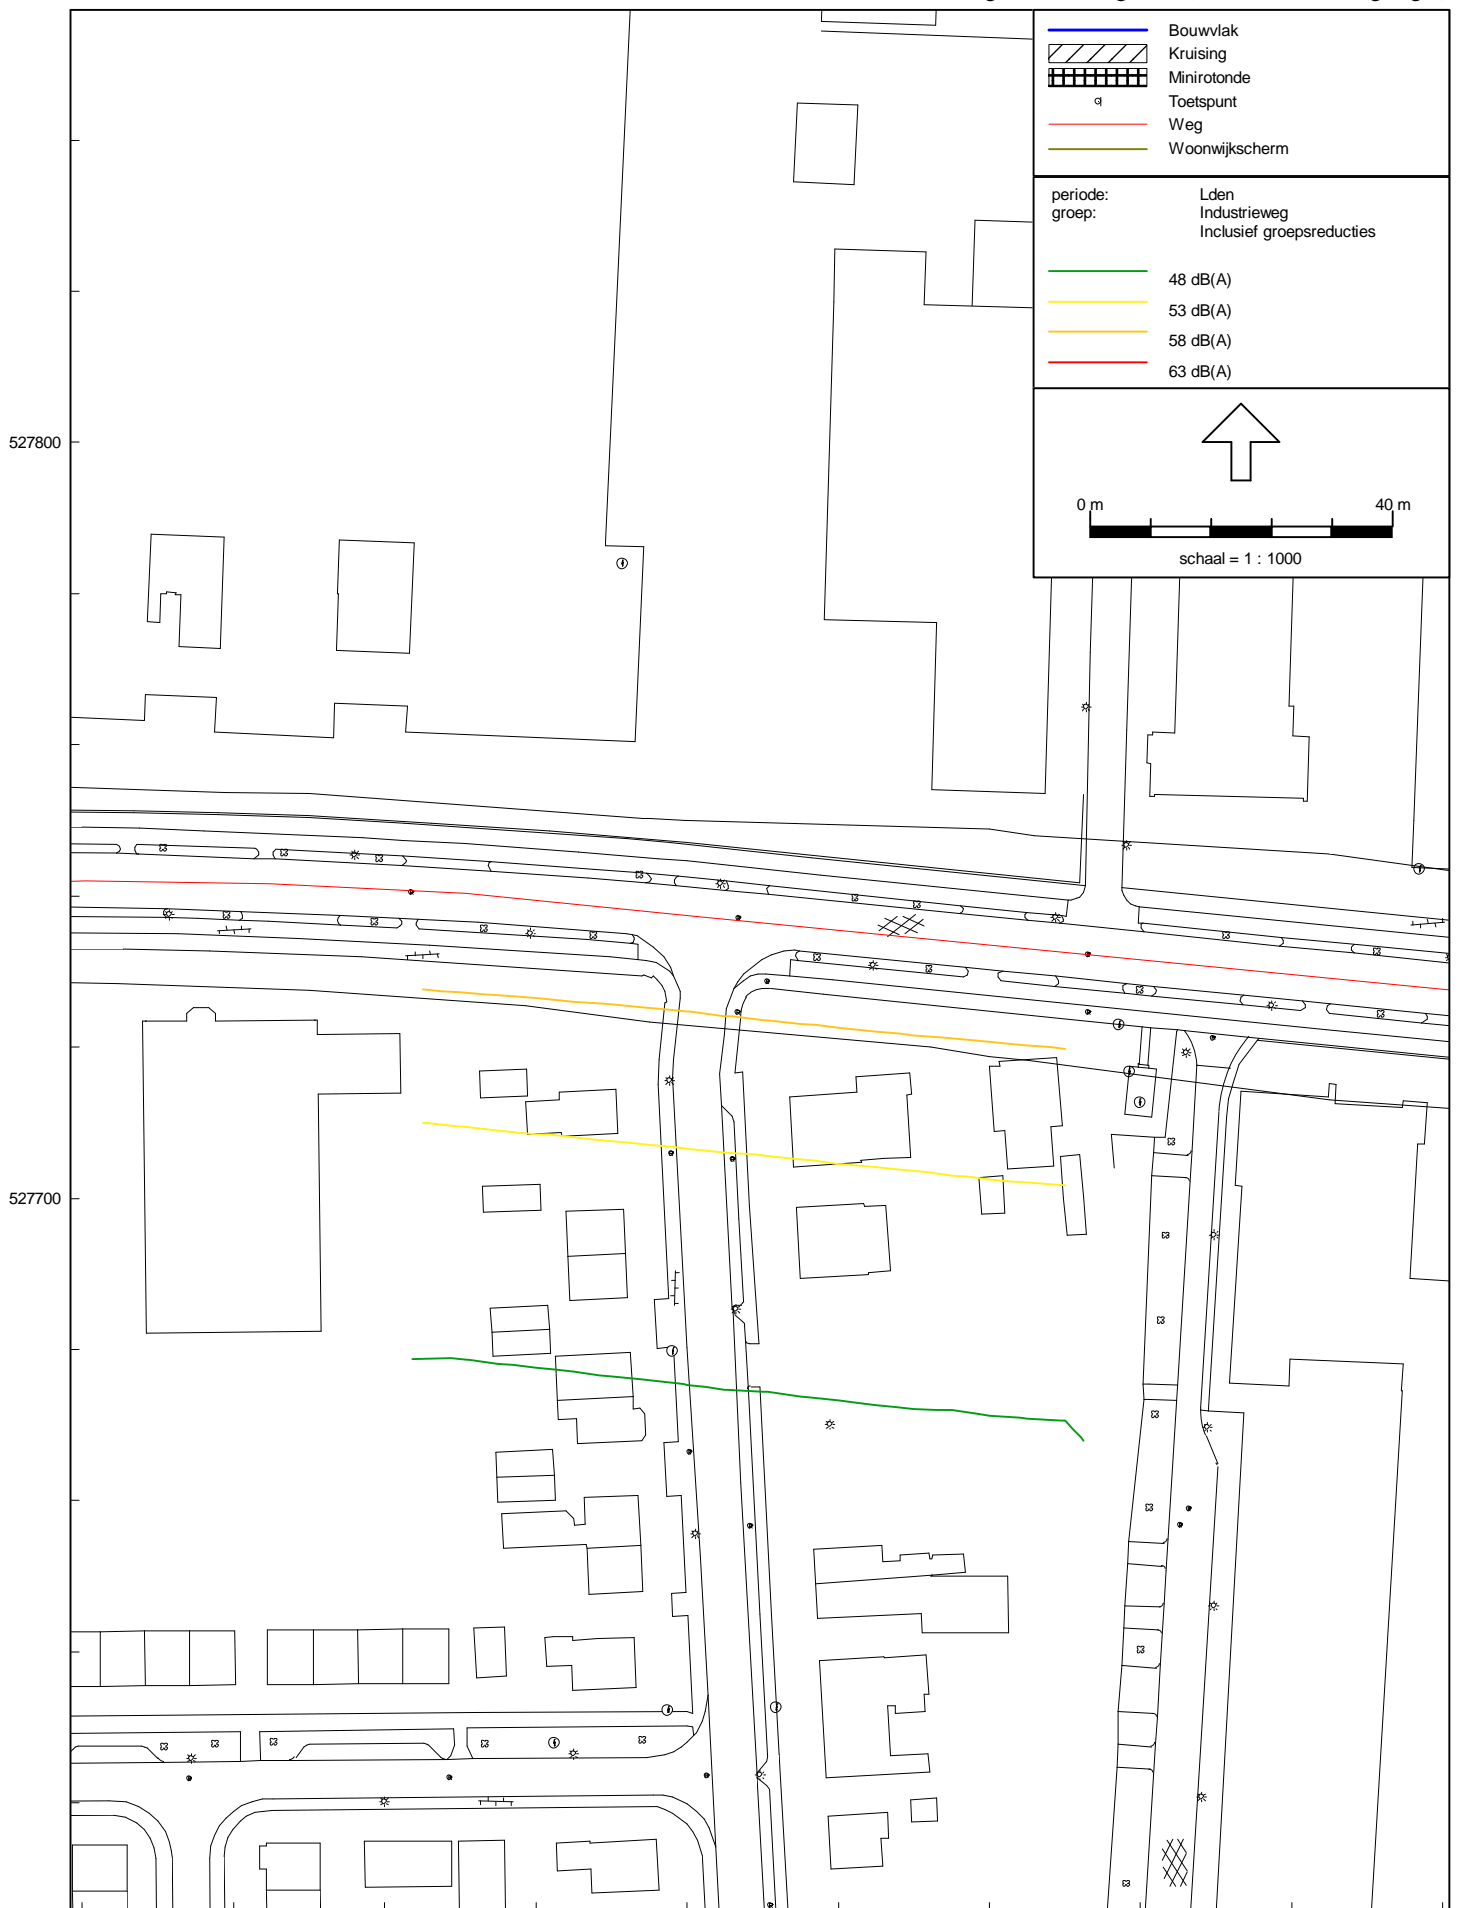 Bouwvlak
Kruising
Minirotonde
Toetspunt
Weg
Woonwijkscherm
periode: Lden
groep: Industrieweg
Inclusief groepsreducties
48 dB(A)
53 dB(A)
58 dB(A)
63 dB(A)
0 m 40 m
schaal = 1 : 1000
527800
527700